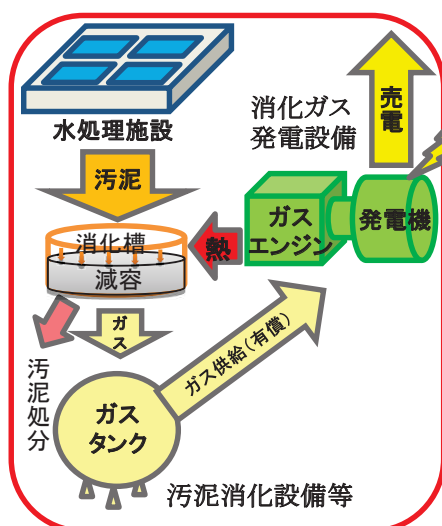 水処理施設
消化ガス
発電設備
売電
汚泥
消化槽
減容
熱
ガス
エンジン
発電機
ガス
汚泥処分
ガス供給(有償)
ガス
タンク
汚泥消化設備等